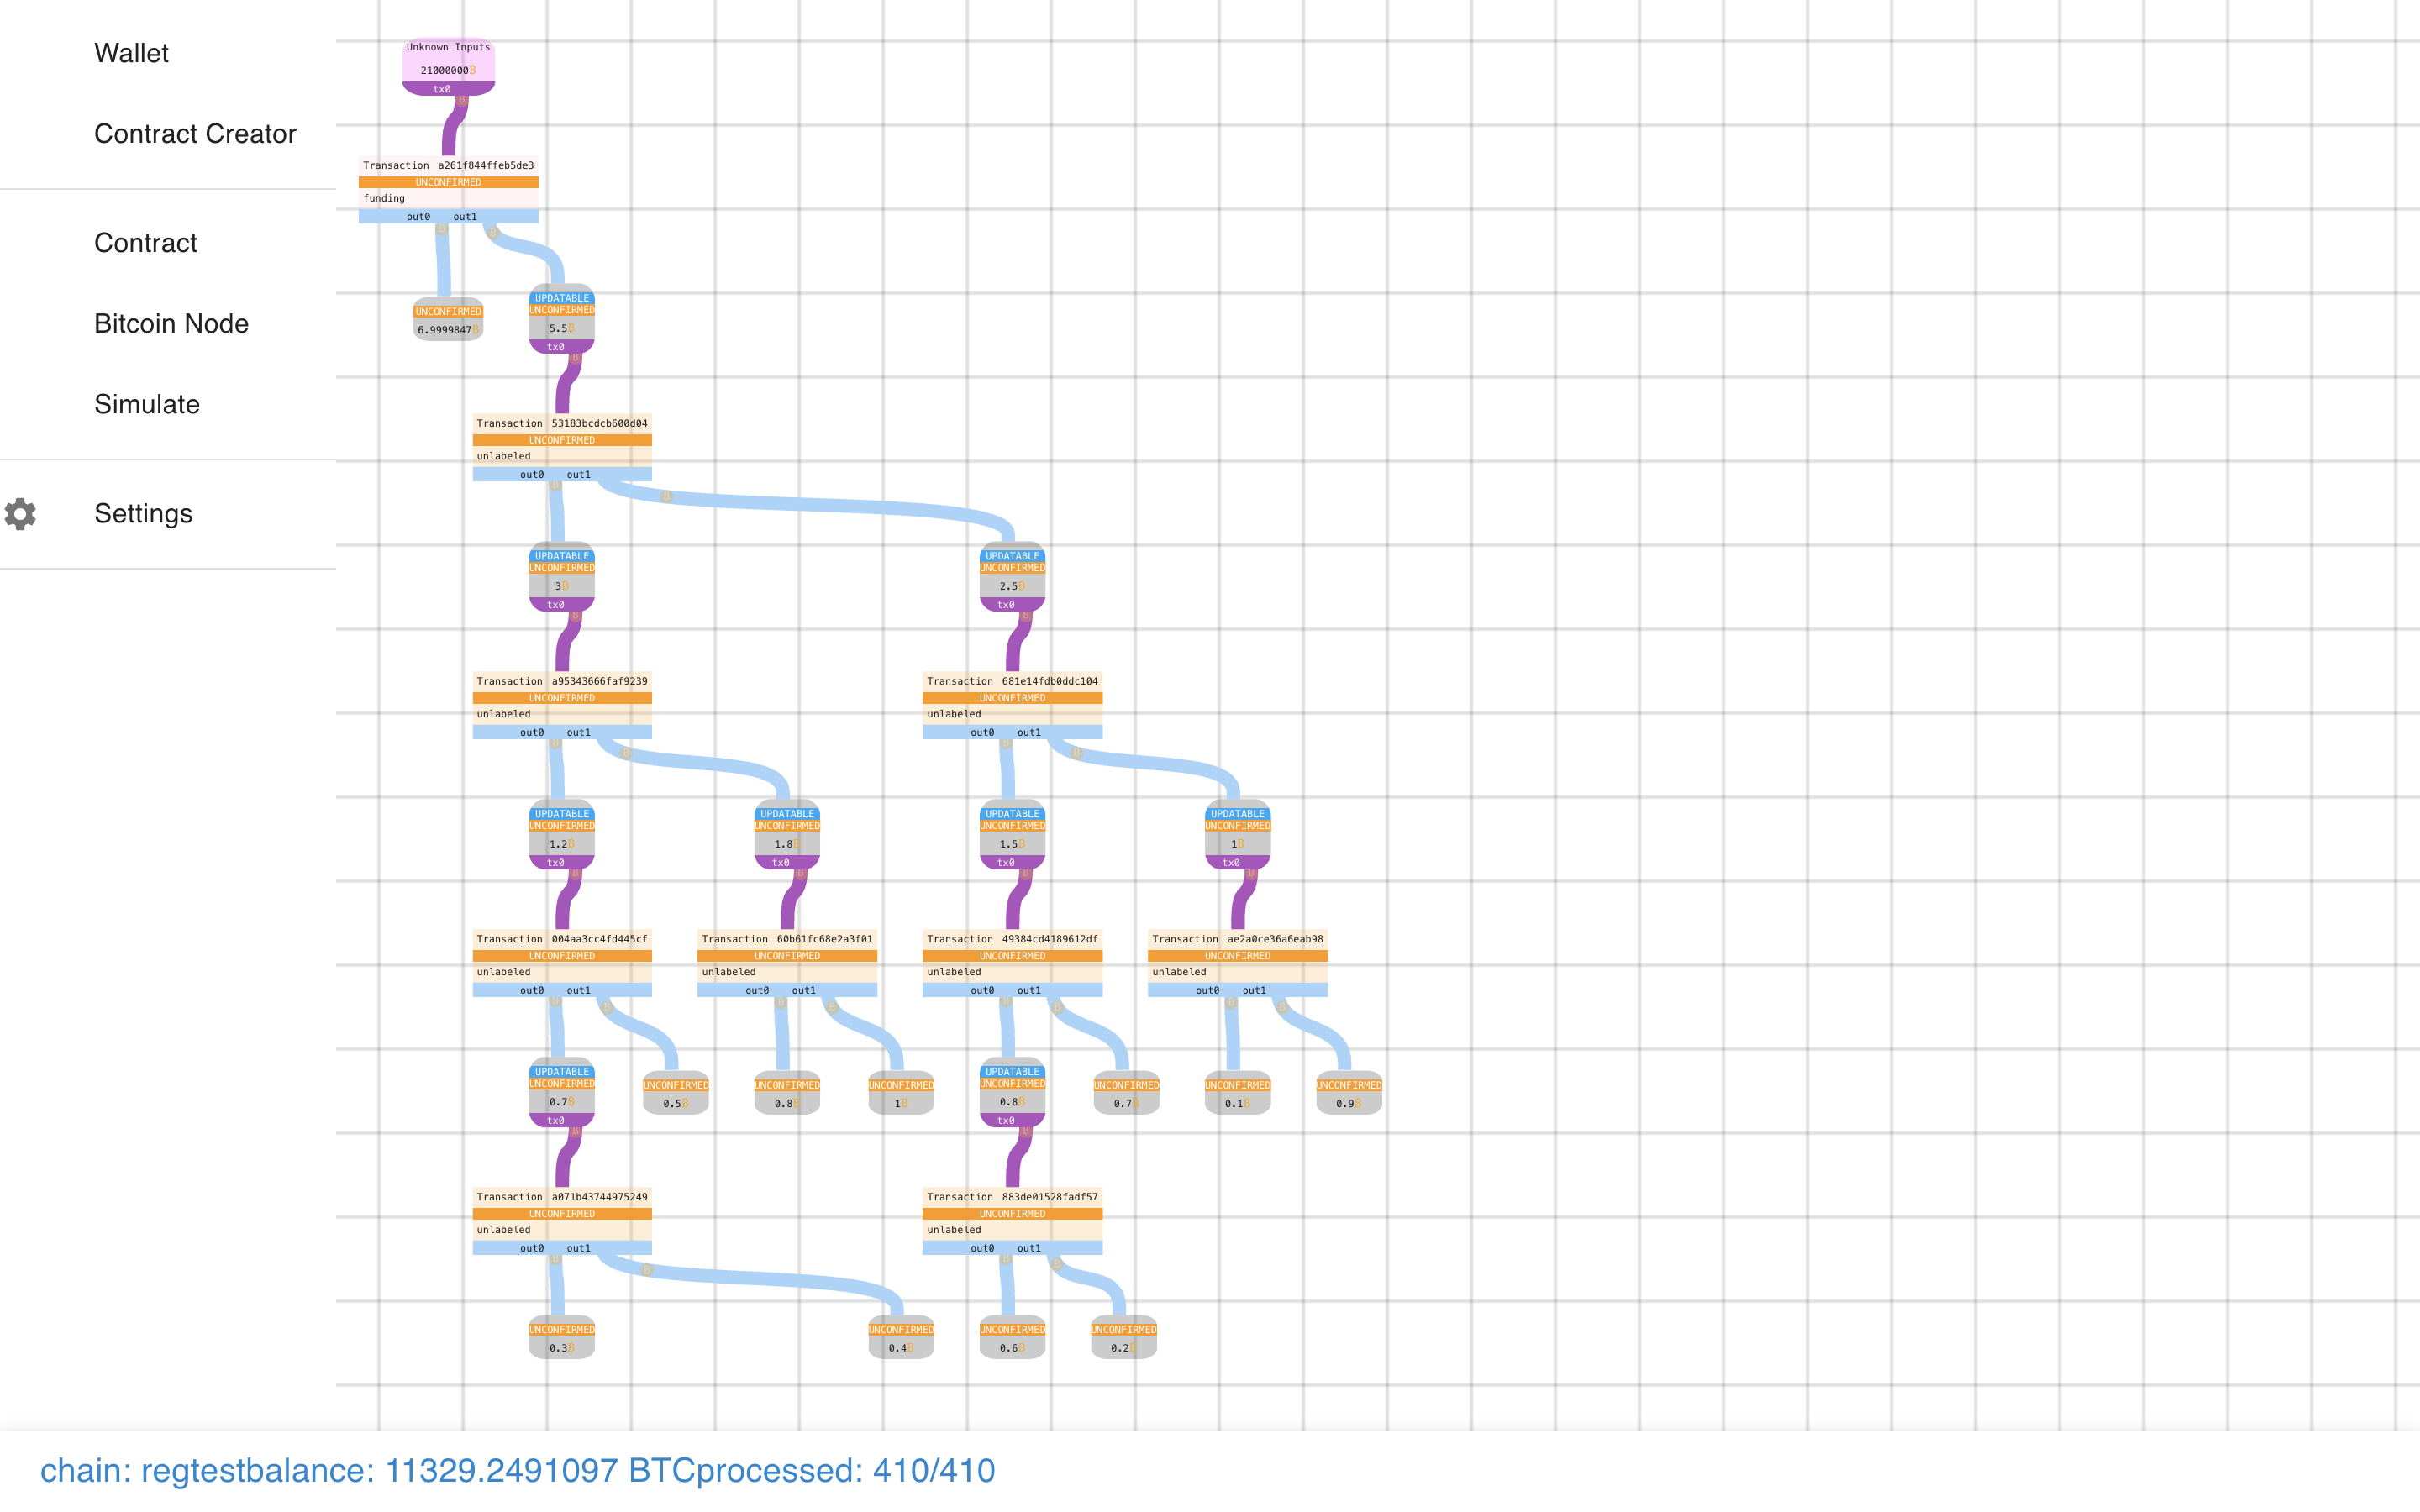 Wallet
Contract Creator
Contract
Bitcoin Node
Simulate
Settings
Unknown Inputs
21000000₿
tx0
₿
Transaction a261f844ffeb5de3
UNCONFIRMED
funding
out0 out1
₿ ₿
UNCONFIRMED
6.9999847₿
UPDATABLE
UNCONFIRMED
5.5₿
tx0
₿
Transaction 53183bcdcb600d04
UNCONFIRMED
unlabeled
out0 out1
₿ ₿
UPDATABLE UPDATABLE
UNCONFIRMED UNCONFIRMED
3₿ 2.5₿
tx0 tx0
₿ ₿
Transaction a95343666faf9239 Transaction 681e14fdb0ddc104
UNCONFIRMED UNCONFIRMED
unlabeled unlabeled
out0 out1 out0 out1
₿ ₿ ₿ ₿
UPDATABLE UPDATABLE UPDATABLE UPDATABLE
UNCONFIRMED UNCONFIRMED UNCONFIRMED UNCONFIRMED
1.2₿ 1.8₿ 1.5₿ 1₿
tx0 tx0 tx0 tx0
₿ ₿ ₿ ₿
Transaction 004aa3cc4fd445cf Transaction 60b61fc68e2a3f01 Transaction 49384cd4189612df Transaction ae2a0ce36a6eab98
UNCONFIRMED UNCONFIRMED UNCONFIRMED UNCONFIRMED
unlabeled unlabeled unlabeled unlabeled
out0 out1 out0 out1 out0 out1 out0 out1
₿ ₿ ₿ ₿ ₿ ₿ ₿ ₿
UPDATABLE UPDATABLE
UNCONFIRMED UNCONFIRMED UNCONFIRMED UNCONFIRMED UNCONFIRMED UNCONFIRMED UNCONFIRMED UNCONFIRMED
0.7₿ 0.5₿ 0.8₿ 1₿ 0.8₿ 0.7₿ 0.1₿ 0.9₿
tx0 tx0
₿ ₿
Transaction a071b43744975249 Transaction 883de01528fadf57
UNCONFIRMED UNCONFIRMED
unlabeled unlabeled
out0 out1 out0 out1
₿ ₿ ₿ ₿
UNCONFIRMED UNCONFIRMED UNCONFIRMED UNCONFIRMED
0.3₿ 0.4₿ 0.6₿ 0.2₿
chain: regtestbalance: 11329.2491097 BTCprocessed: 410/410